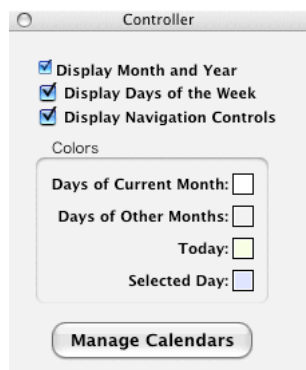 Controller
Display Month and Year
Display Days of the Week
Display Navigation Controls
Colors
Days of Current Month:
Days of Other Months:
Today:
Selected Day:
Manage Calendars